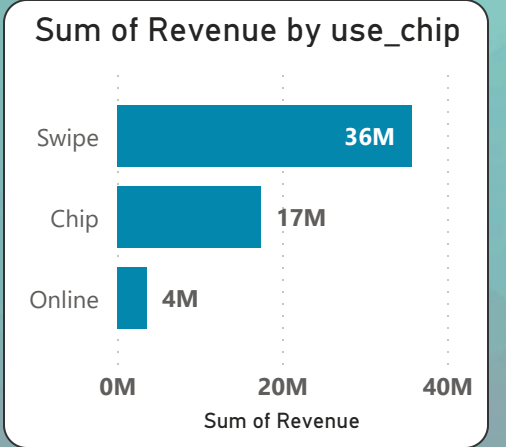 Sum of Revenue by use_chip
Swipe 36M
Chip 17M
Online 4M
0M 20M 40M
Sum of Revenue